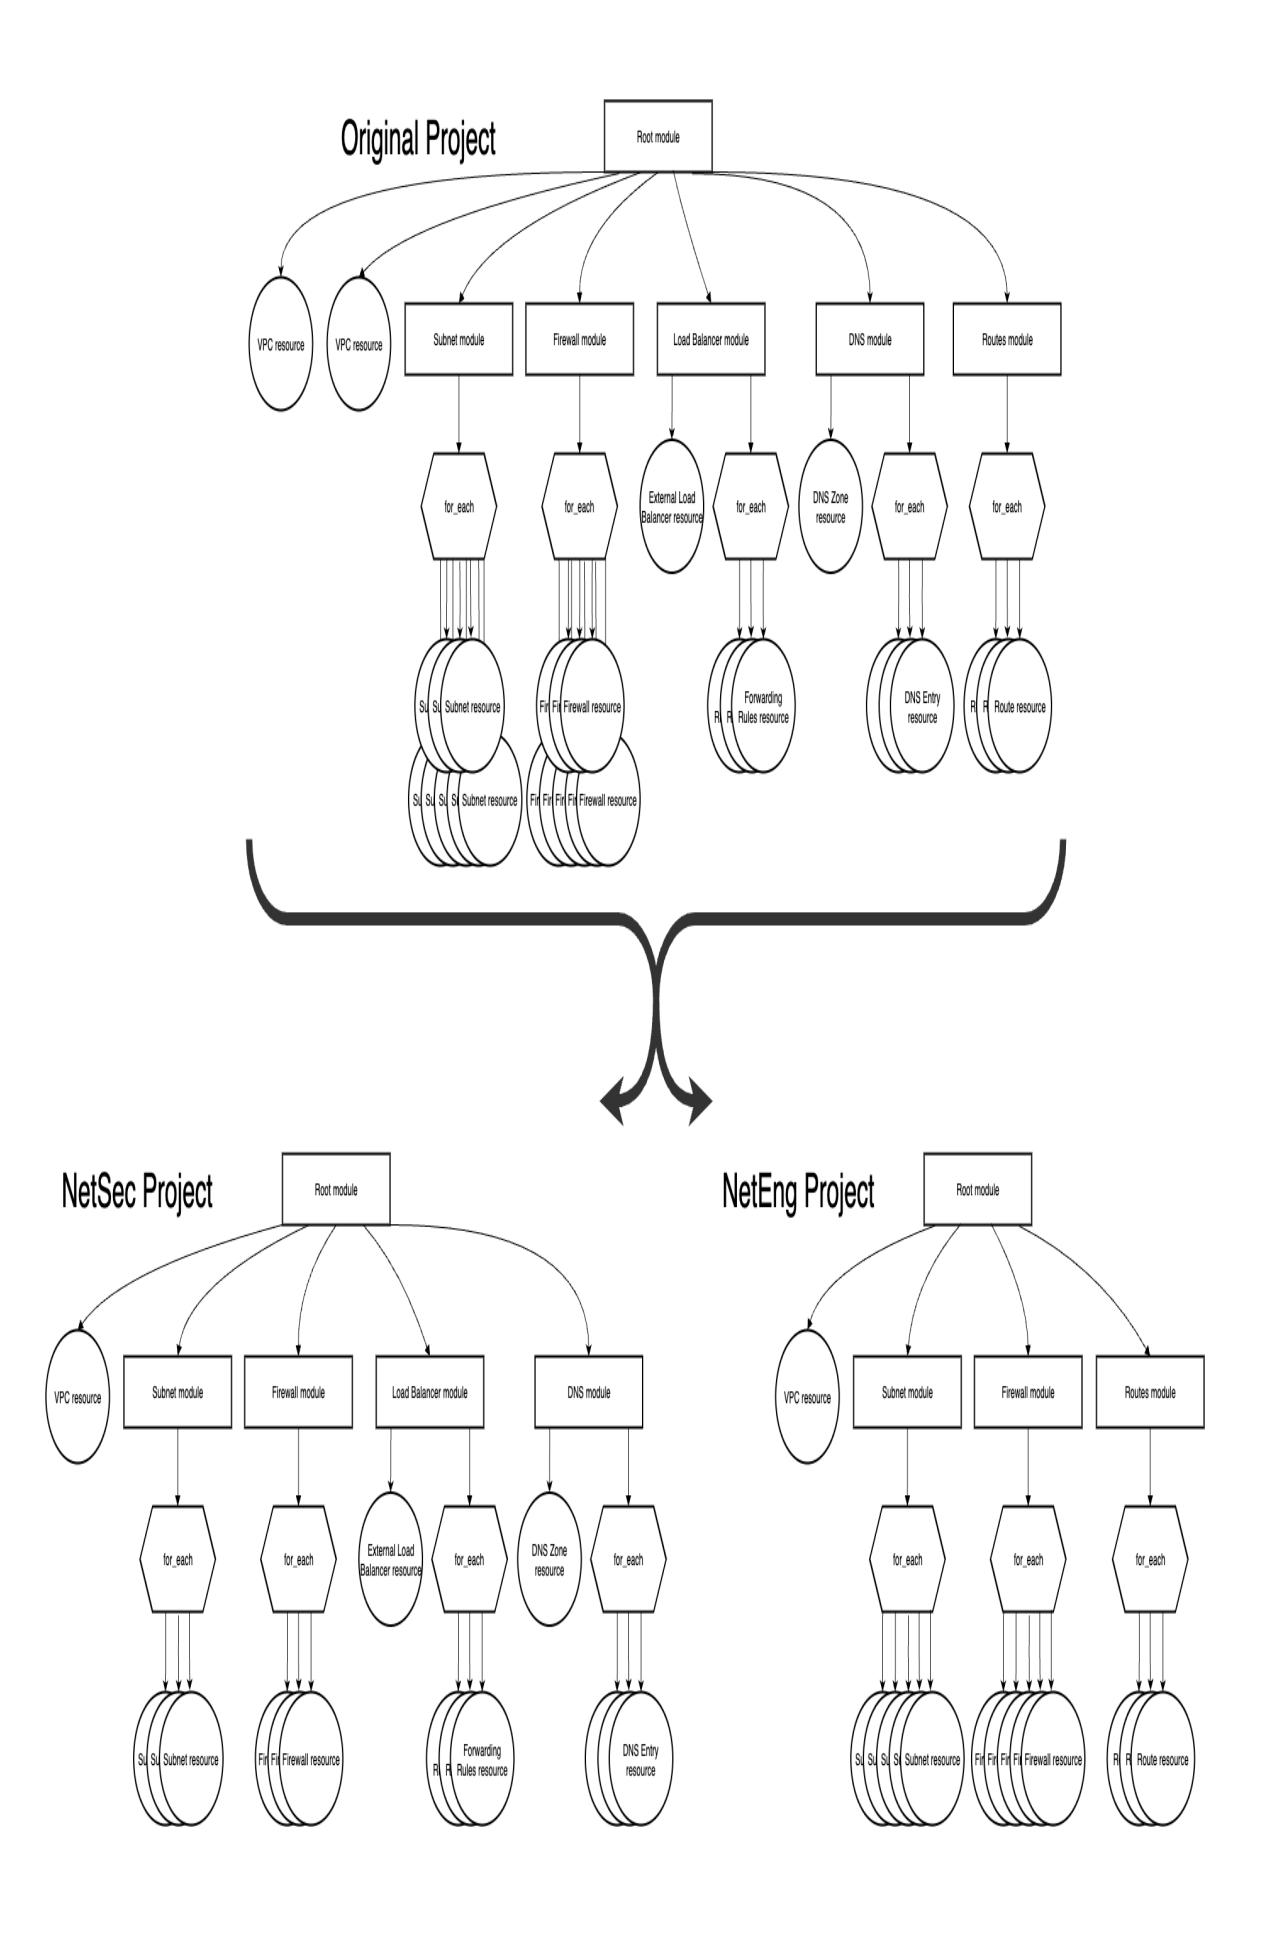 Original Project
Root module
VPC resource
VPC resource
Subnet module
Firewall module
Load Balancer module
DNS module
Routes module
for_each
for_each
External Load
Balancer resource
for_each
DNS Zone
resource
for_each
for_each
Su
Su
Subnet resource
Fir
Fir
Firewall resource
R
R
Forwarding
Rules resource
DNS Entry
resource
R
R
Route resource
Su
Su
Su
Su
Subnet resource
Fir
Fir
Fir
Fir
Firewall resource
NetSec Project
Root module
NetEng Project
Root module
VPC resource
Subnet module
Firewall module
Load Balancer module
DNS module
VPC resource
Subnet module
Firewall module
Routes module
for_each
for_each
External Load
Balancer resource
for_each
DNS Zone
resource
for_each
for_each
for_each
for_each
Su
Su
Subnet resource
Fir
Fir
Firewall resource
R
R
Forwarding
Rules resource
DNS Entry
resource
Su
Su
Su
Su
Subnet resource
Fir
Fir
Fir
Fir
Firewall resource
R
R
Route resource